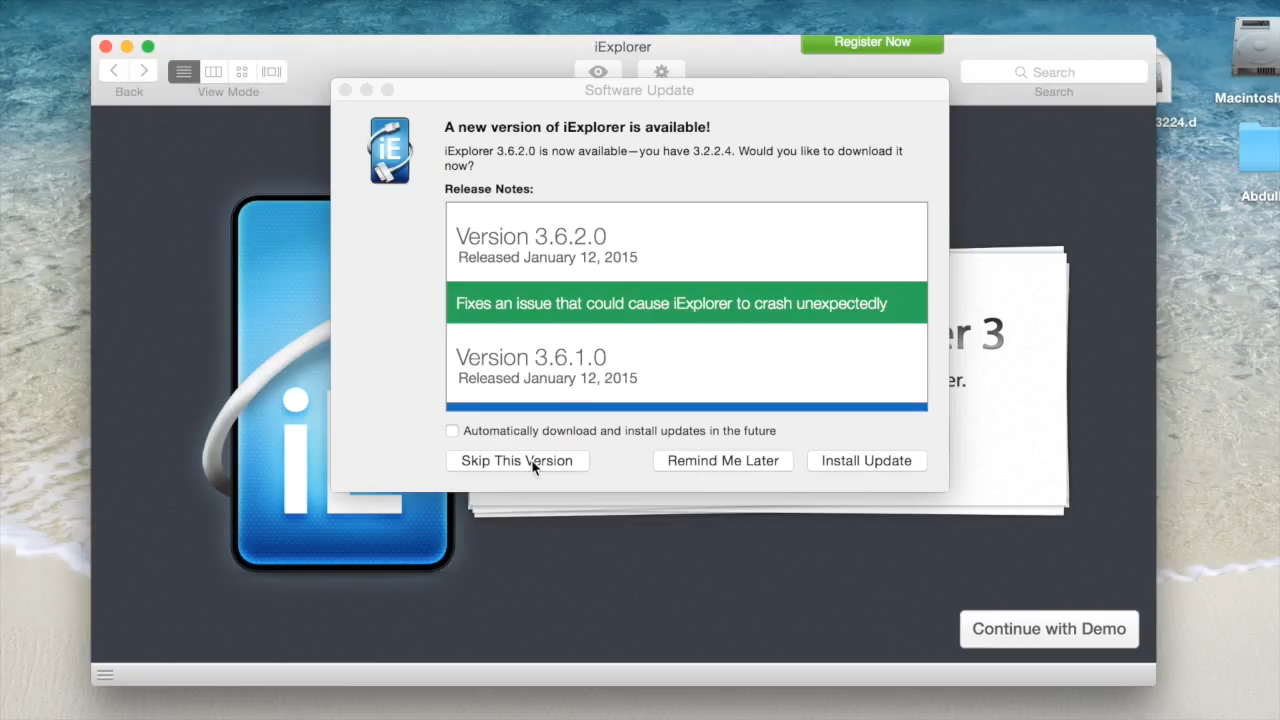 iExplorer
Register Now
Back
View Mode
Search
Search
Software Update
A new version of iExplorer is available!
iExplorer 3.6.2.0 is now available—you have 3.2.2.4. Would you like to download it
now?
Release Notes:
Version 3.6.2.0
Released January 12, 2015
Fixes an issue that could cause iExplorer to crash unexpectedly
Version 3.6.1.0
Released January 12, 2015
Automatically download and install updates in the future
Skip This Version
Remind Me Later
Install Update
iE
iE
er 3
er.
Continue with Demo
Macintosh
3224.d
Abdull